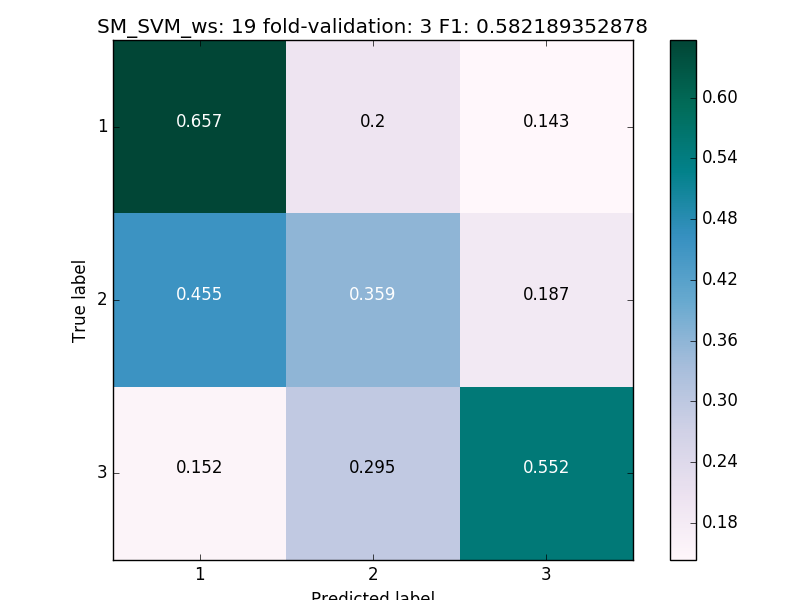 SM_SVM_ws: 19 fold-validation: 3 F1: 0.582189352878
0.60
1 0.657 0.2 0.143
0.54
0.48
0.42
True label
2 0.455 0.359 0.187
0.36
0.30
0.24
3 0.152 0.295 0.552
0.18
1 2 3
Predicted label